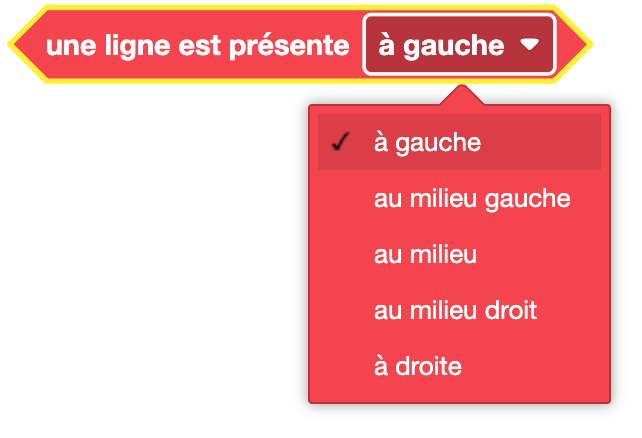 une ligne est présente à gauche
à gauche
au milieu gauche
au milieu
au milieu droit
à droite